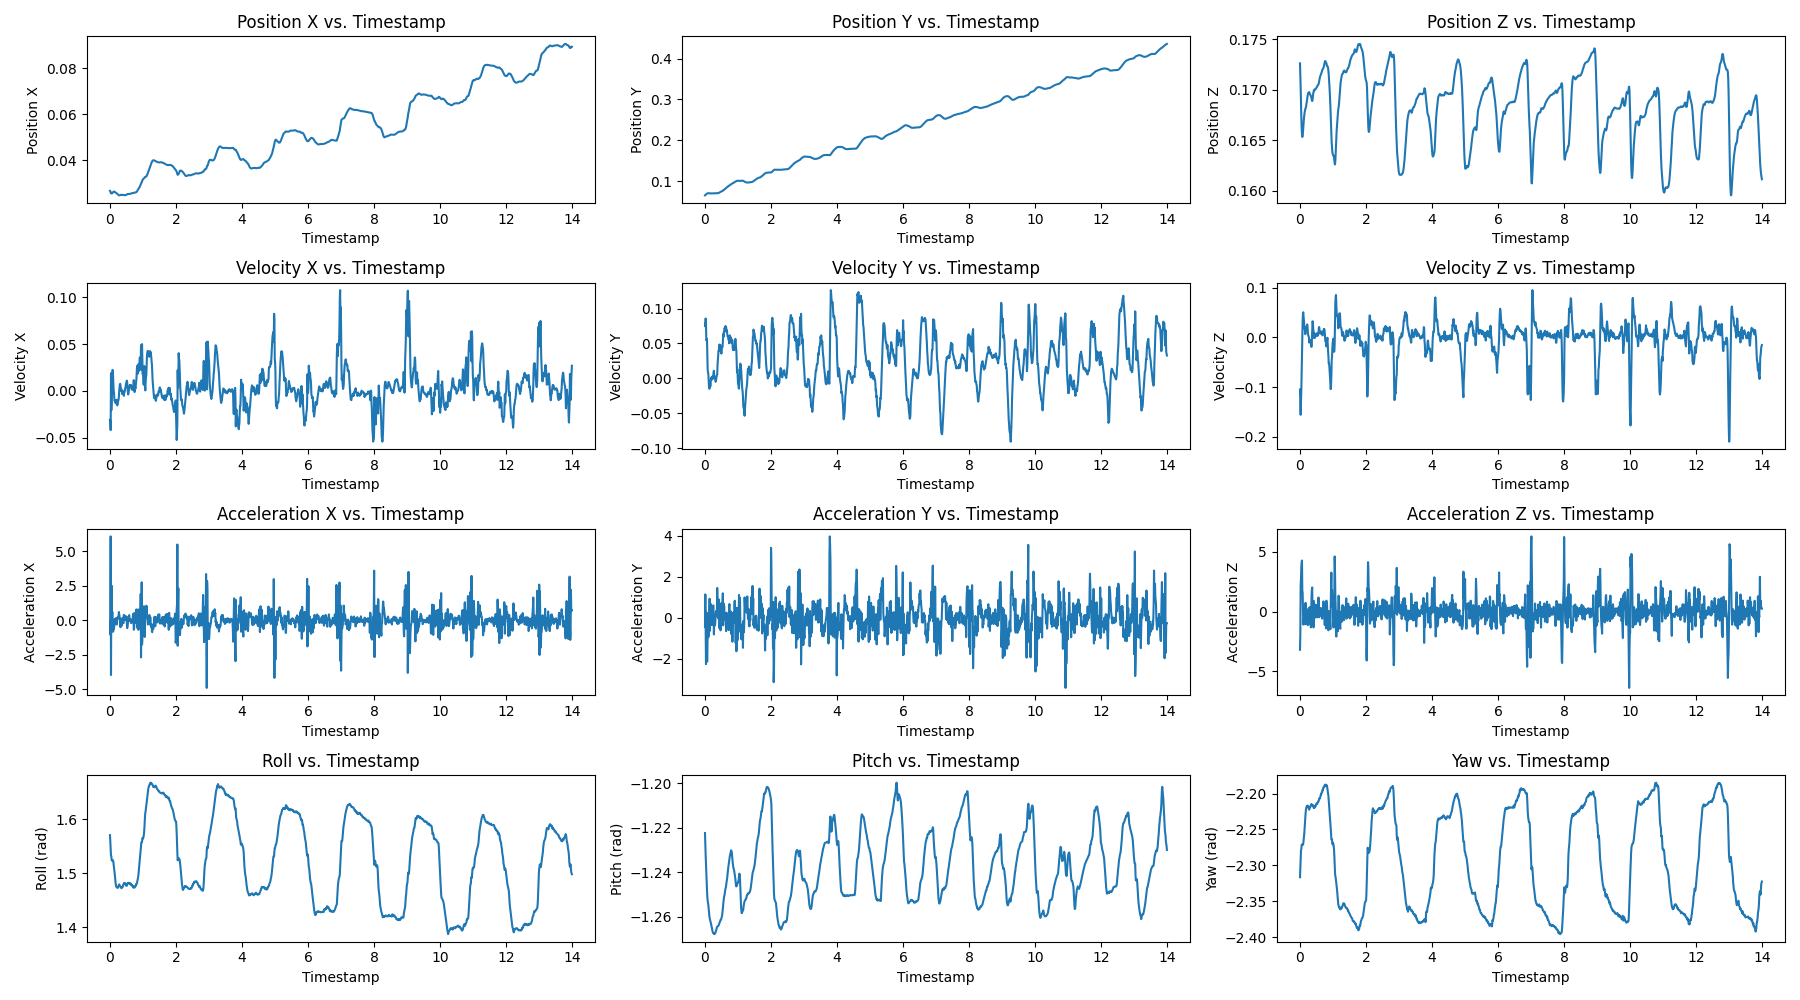 Position X vs. Timestamp
Position X
0.08
0.06
0.04
0 2 4 6 8 10 12 14
Timestamp
Position Y vs. Timestamp
Position Y
0.4
0.3
0.2
0.1
0 2 4 6 8 10 12 14
Timestamp
Position Z vs. Timestamp
Position Z
0.175
0.170
0.165
0.160
0 2 4 6 8 10 12 14
Timestamp
Velocity X vs. Timestamp
Velocity X
0.10
0.05
0.00
−0.05
0 2 4 6 8 10 12 14
Timestamp
Velocity Y vs. Timestamp
Velocity Y
0.10
0.05
0.00
−0.05
−0.10
0 2 4 6 8 10 12 14
Timestamp
Velocity Z vs. Timestamp
Velocity Z
0.1
0.0
−0.1
−0.2
0 2 4 6 8 10 12 14
Timestamp
Acceleration X vs. Timestamp
Acceleration X
5.0
2.5
0.0
−2.5
−5.0
0 2 4 6 8 10 12 14
Timestamp
Acceleration Y vs. Timestamp
Acceleration Y
4
2
0
−2
0 2 4 6 8 10 12 14
Timestamp
Acceleration Z vs. Timestamp
Acceleration Z
5
0
−5
0 2 4 6 8 10 12 14
Timestamp
Roll vs. Timestamp
Roll (rad)
1.6
1.5
1.4
0 2 4 6 8 10 12 14
Timestamp
Pitch vs. Timestamp
Pitch (rad)
−1.20
−1.22
−1.24
−1.26
0 2 4 6 8 10 12 14
Timestamp
Yaw vs. Timestamp
Yaw (rad)
−2.20
−2.25
−2.30
−2.35
−2.40
0 2 4 6 8 10 12 14
Timestamp